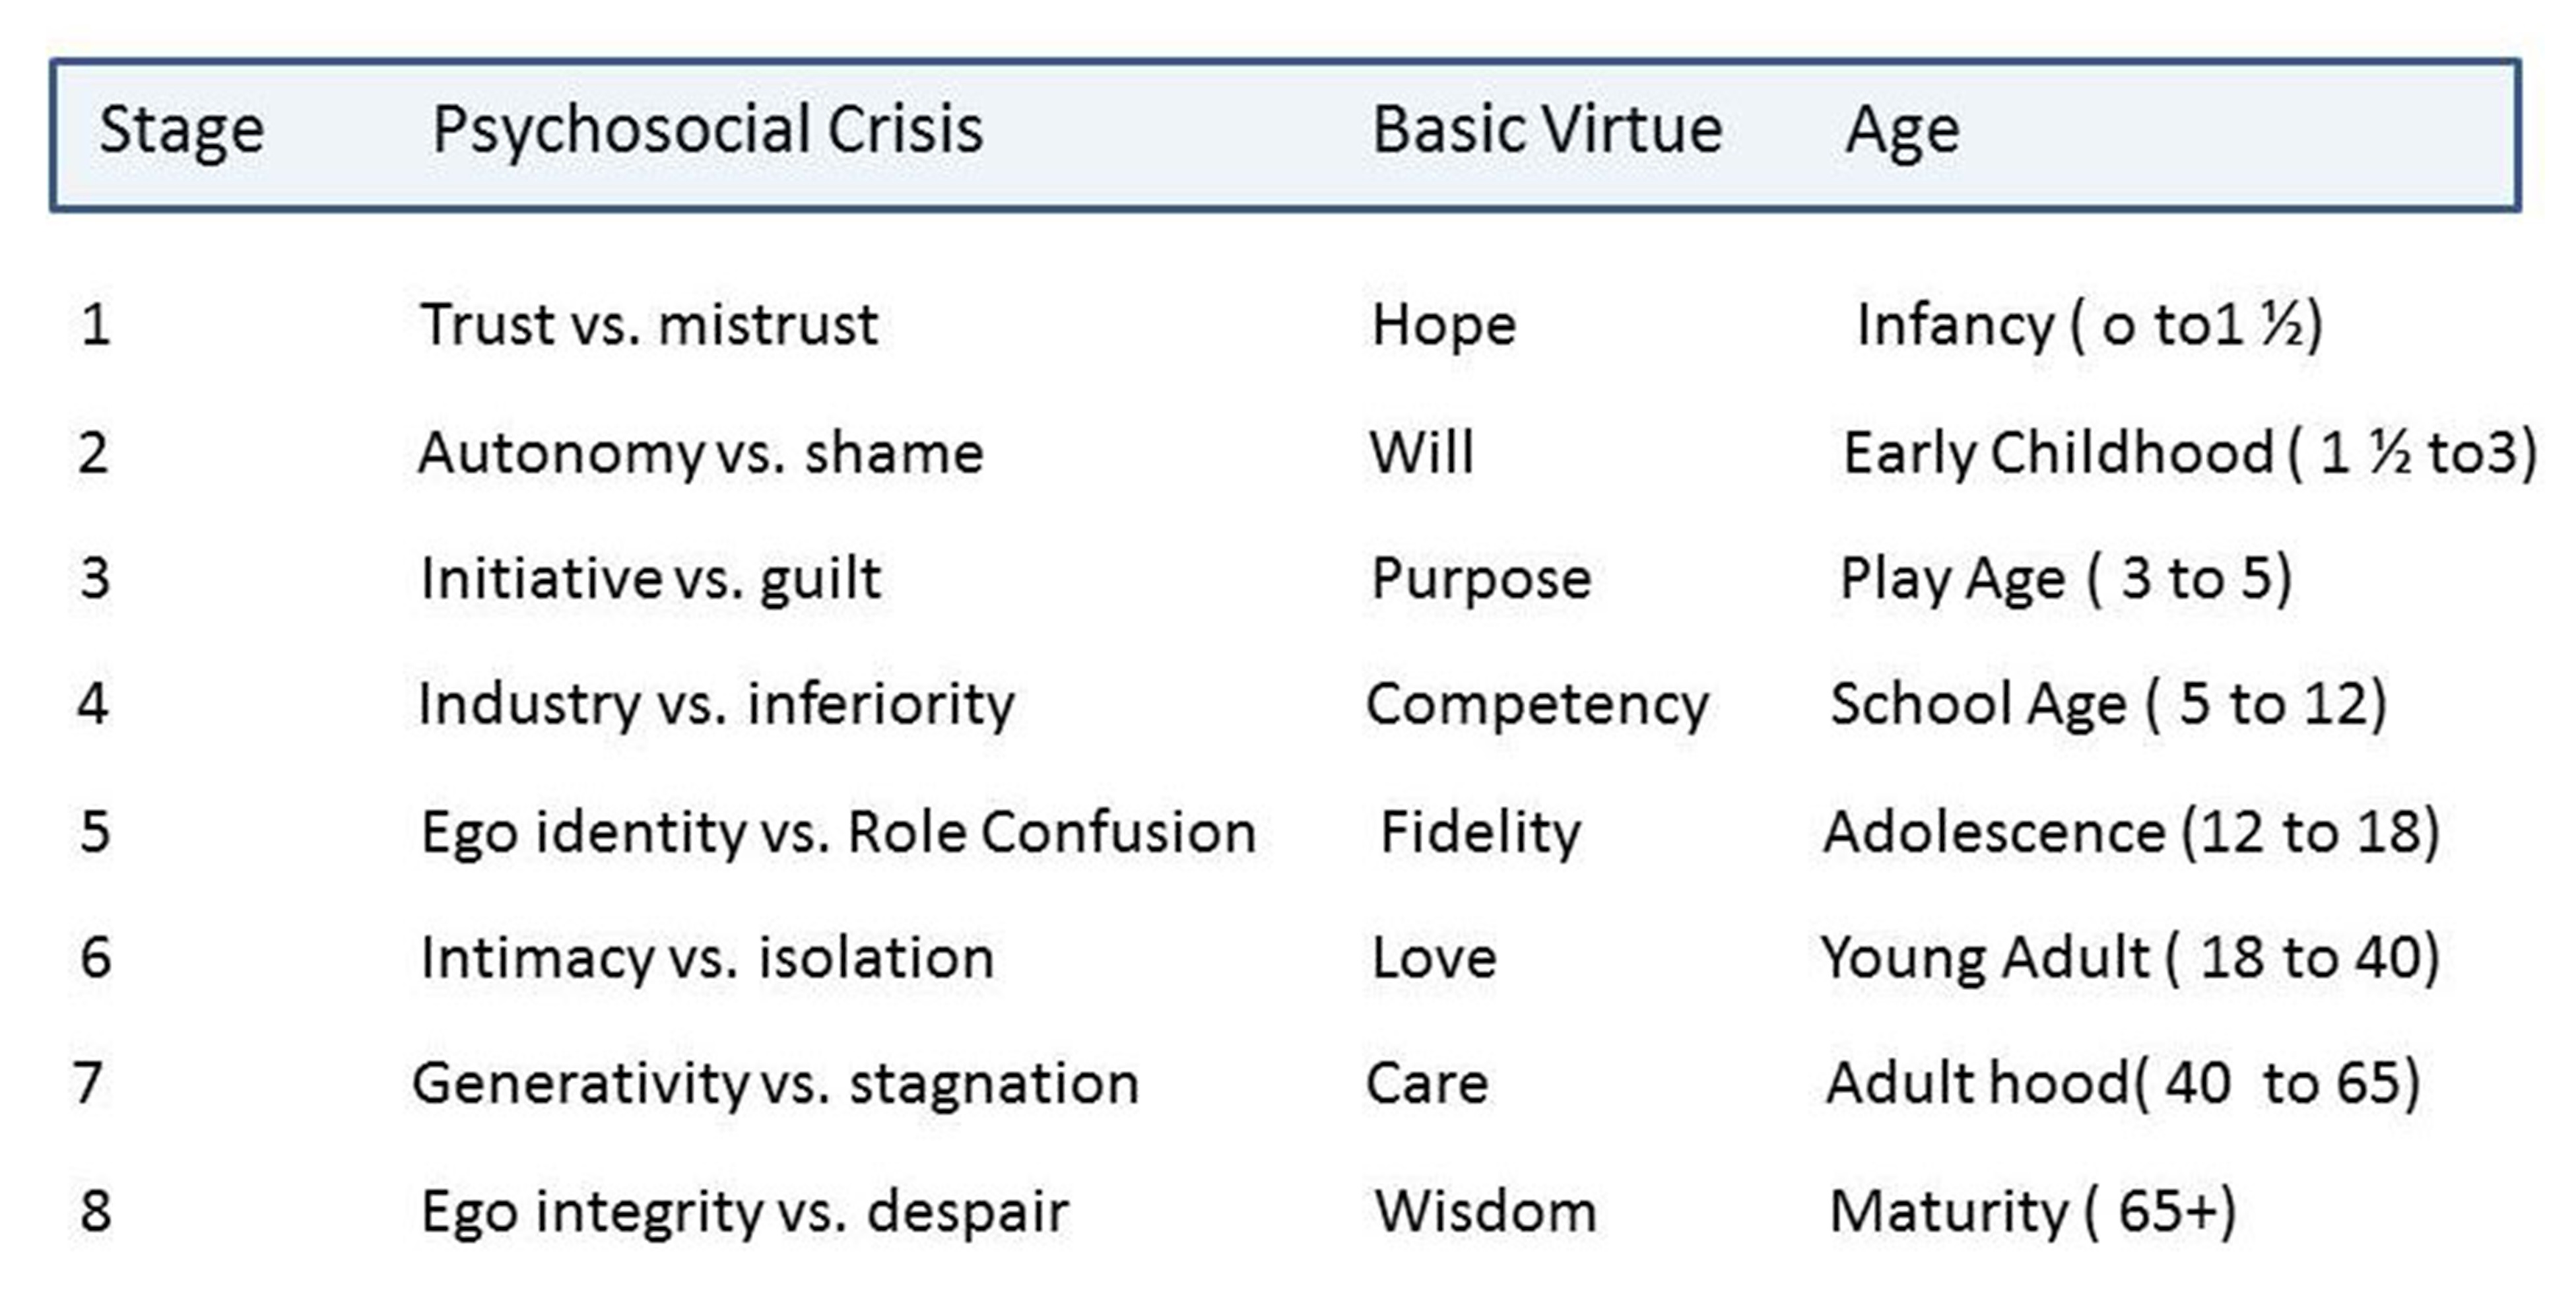 Stage Psychosocial Crisis Basic Virtue Age
1 Trust vs. mistrust Hope Infancy ( o to1 ½)
2 Autonomy vs. shame Will Early Childhood ( 1 ½ to3)
3 Initiative vs. guilt Purpose Play Age ( 3 to 5)
4 Industry vs. inferiority Competency School Age ( 5 to 12)
5 Ego identity vs. Role Confusion Fidelity Adolescence (12 to 18)
6 Intimacy vs. isolation Love Young Adult ( 18 to 40)
7 Generativity vs. stagnation Care Adult hood( 40 to 65)
8 Ego integrity vs. despair Wisdom Maturity ( 65+)